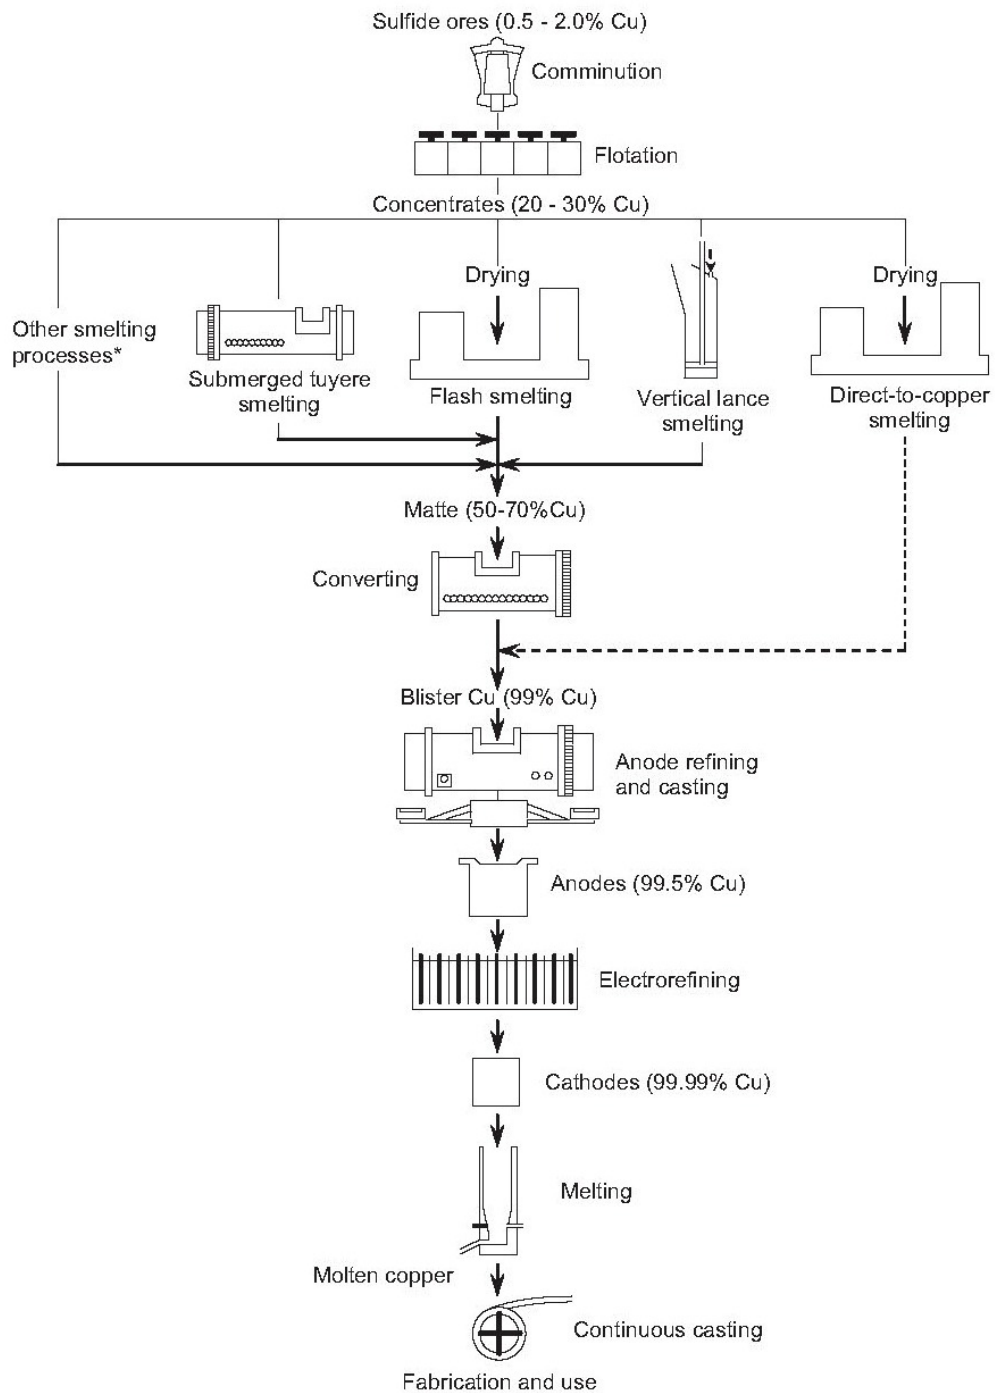 Sulfide ores (0.5 - 2.0% Cu)
Comminution
Flotation
Concentrates (20 - 30% Cu)
Drying
Drying
Other smelting
processes*
Submerged tuyere
smelting
Flash smelting
Vertical lance
smelting
Direct-to-copper
smelting
Matte (50-70%Cu)
Converting
Blister Cu (99% Cu)
Anode refining
and casting
Anodes (99.5% Cu)
Electrorefining
Cathodes (99.99% Cu)
Melting
Molten copper
Continuous casting
Fabrication and use